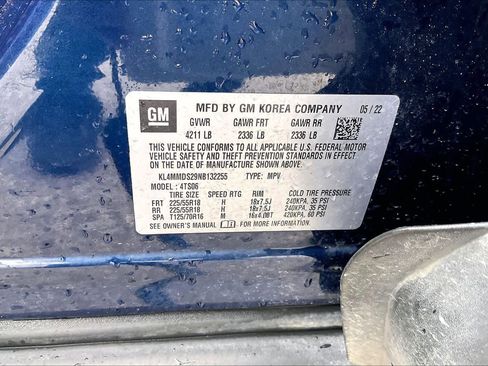 GM
MFD BY GM KOREA COMPANY 05 / 22
GVWR GAWR FRT GAWR RR
4211 LB 2336 LB 2336 LB
THIS VEHICLE CONFORMS TO ALL APPLICABLE U.S. FEDERAL MOTOR
VEHICLE SAFETY, BUMPER, AND THEFT PREVENTION STANDARDS IN
EFFECT ON THE DATE OF MANUFACTURE SHOWN ABOVE.
KL4MMDS29NB132255 TYPE: MPV
MODEL: 4TS06
TIRE SIZE SPEED RTG RIM COLD TIRE PRESSURE
FRT 225/55R18 H 18x7.5J 240KPA, 35 PSI
RR 225/55R18 H 18x7.5J 240KPA, 35 PSI
SPA T125/70R16 M 16x4.0BT 420KPA, 60 PSI
SEE OWNER'S MANUAL FOR MORE INFORMATION.